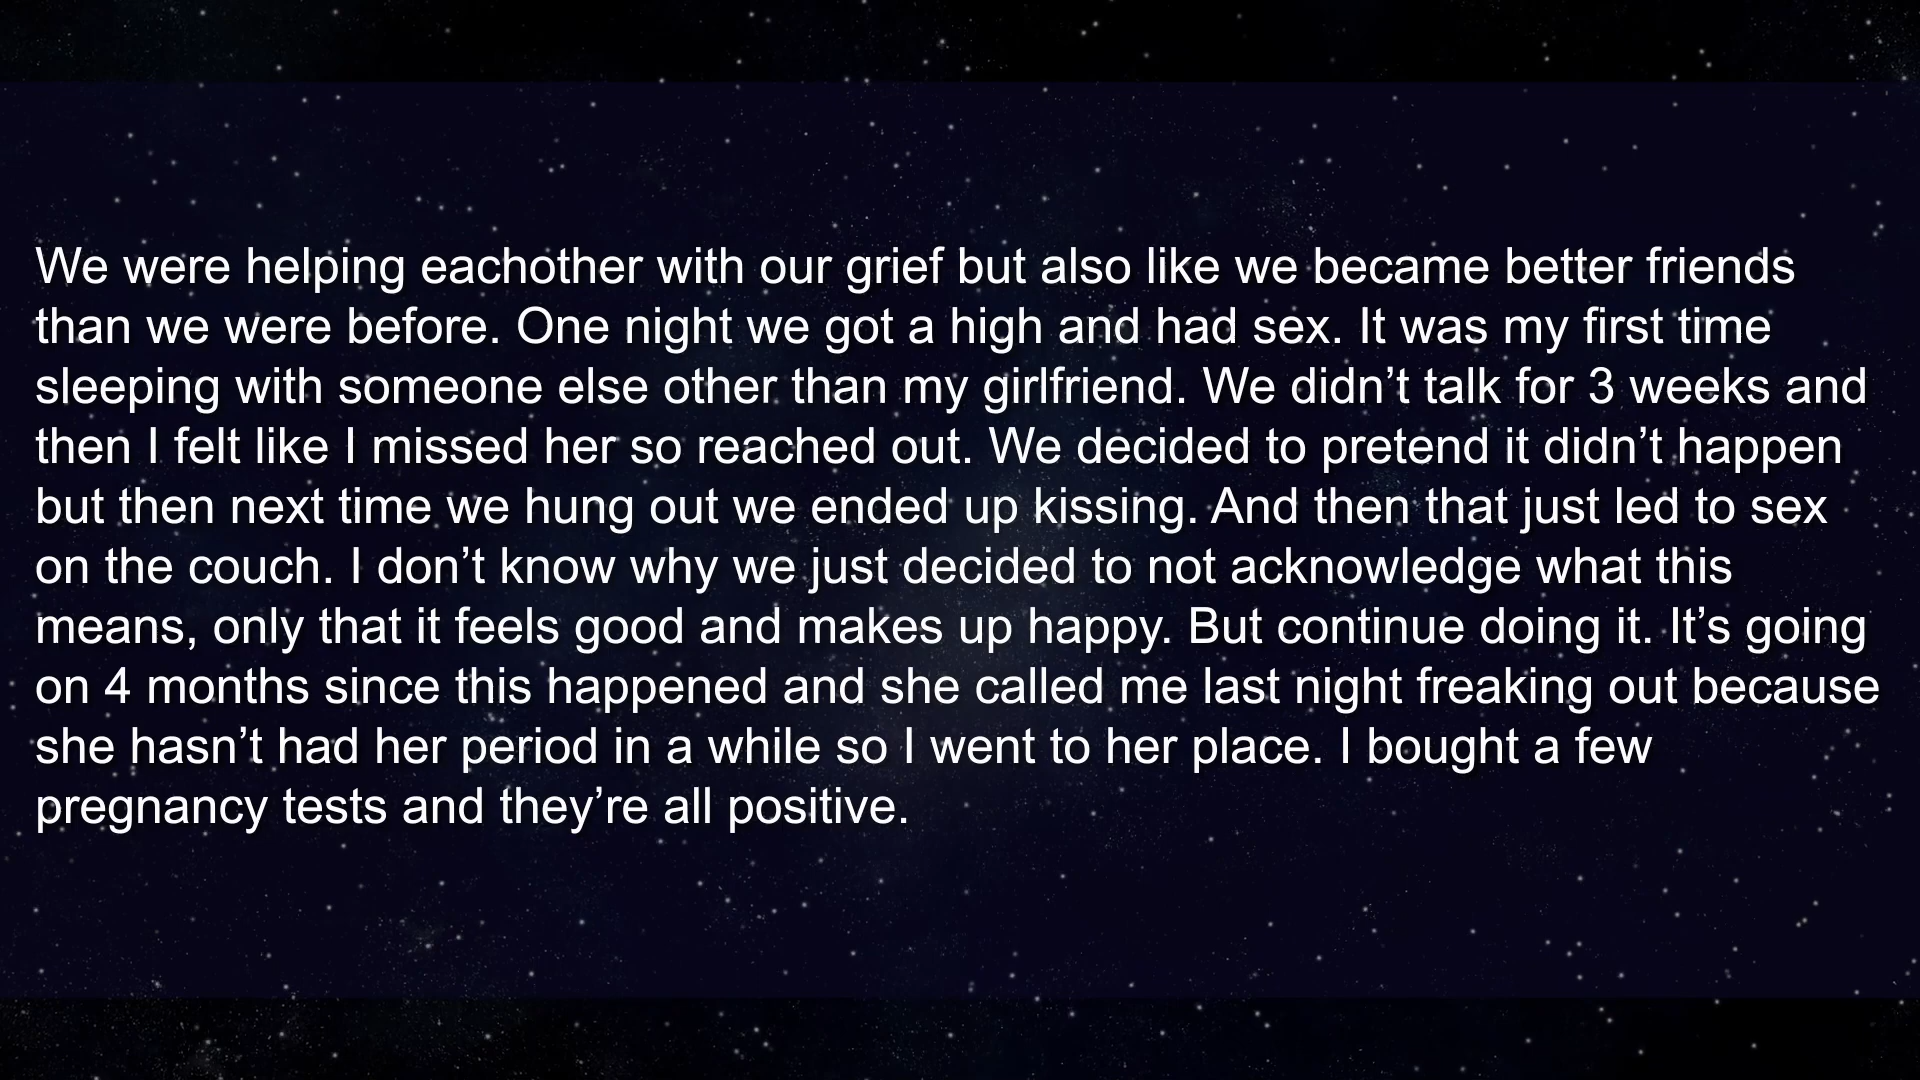 We were helping eachother with our grief but also like we became better friends
than we were before. One night we got a high and had sex. It was my first time
sleeping with someone else other than my girlfriend. We didn’t talk for 3 weeks and
then I felt like I missed her so reached out. We decided to pretend it didn’t happen
but then next time we hung out we ended up kissing. And then that just led to sex
on the couch. I don’t know why we just decided to not acknowledge what this
means, only that it feels good and makes up happy. But continue doing it. It’s going
on 4 months since this happened and she called me last night freaking out because
she hasn’t had her period in a while so I went to her place. I bought a few
pregnancy tests and they’re all positive.